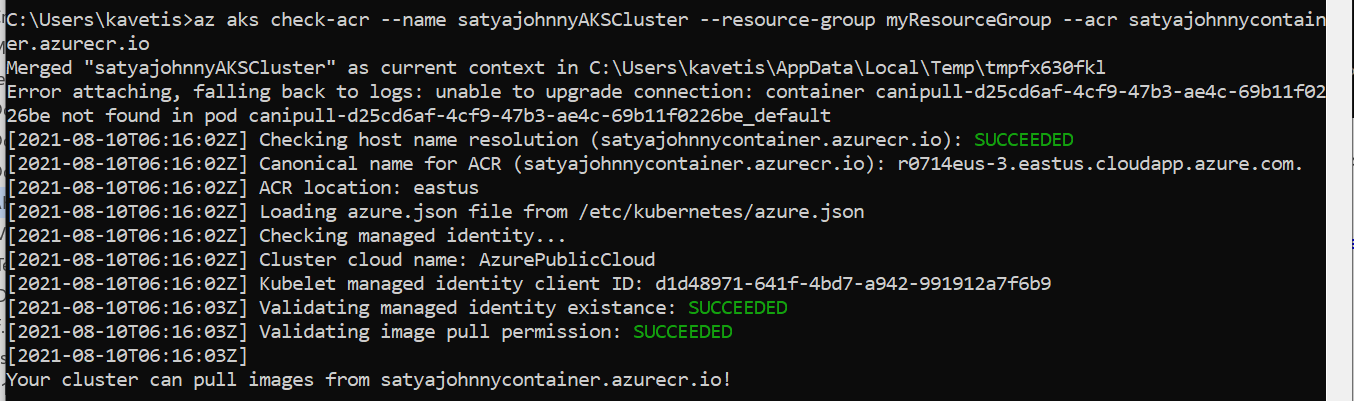 C:\Users\kavetis>az aks check-acr --name satyajohnnyAKSCluster --resource-group myResourceGroup --acr satyajohnnycontain
er.azurecr.io
Merged "satyajohnnyAKSCluster" as current context in C:\Users\kavetis\AppData\Local\Temp\tmpfx630fkl
Error attaching, falling back to logs: unable to upgrade connection: container canipull-d25cd6af-4cf9-47b3-ae4c-69b11f02
26be not found in pod canipull-d25cd6af-4cf9-47b3-ae4c-69b11f0226be_default
[2021-08-10T06:16:02Z] Checking host name resolution (satyajohnnycontainer.azurecr.io): SUCCEEDED
[2021-08-10T06:16:02Z] Canonical name for ACR (satyajohnnycontainer.azurecr.io): r0714eus-3.eastus.cloudapp.azure.com.
[2021-08-10T06:16:02Z] ACR location: eastus
[2021-08-10T06:16:02Z] Loading azure.json file from /etc/kubernetes/azure.json
[2021-08-10T06:16:02Z] Checking managed identity...
[2021-08-10T06:16:02Z] Cluster cloud name: AzurePublicCloud
[2021-08-10T06:16:02Z] Kubelet managed identity client ID: d1d48971-641f-4bd7-a942-991912a7f6b9
[2021-08-10T06:16:03Z] Validating managed identity existance: SUCCEEDED
[2021-08-10T06:16:03Z] Validating image pull permission: SUCCEEDED
[2021-08-10T06:16:03Z]
Your cluster can pull images from satyajohnnycontainer.azurecr.io!